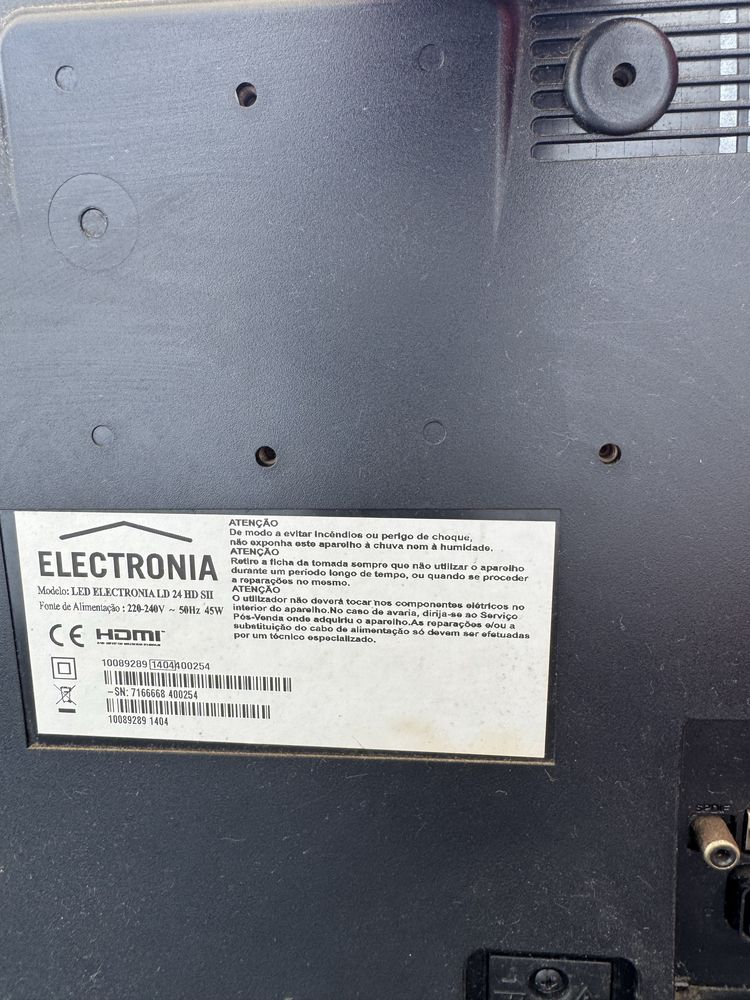 ELECTRONIA
Modelo: LED ELECTRONIA LD 24 HD SII
Fonte de Alimentação : 220-240V ~ 50Hz 45W
CE HDMI
10089289 1404 400254
-SN: 7166668 400254
10089289 1404
ATENÇÃO
De modo a evitar incêndios ou perigo de choque,
não exponha este aparelho à chuva nem à humidade.
ATENÇÃO
Retire a ficha da tomada sempre que não utilizar o aparelho
durante um período longo de tempo, ou quando se proceder
a reparações no mesmo.
ATENÇÃO
O utilizador não deverá tocar nos componentes elétricos no
interior do aparelho.No caso de avaria, dirija-se ao Serviço
Pós-Venda onde adquiriu o aparelho.As reparações e/ou a
substituição do cabo de alimentação só devem ser efetuadas
por um técnico especializado.
SPDIF